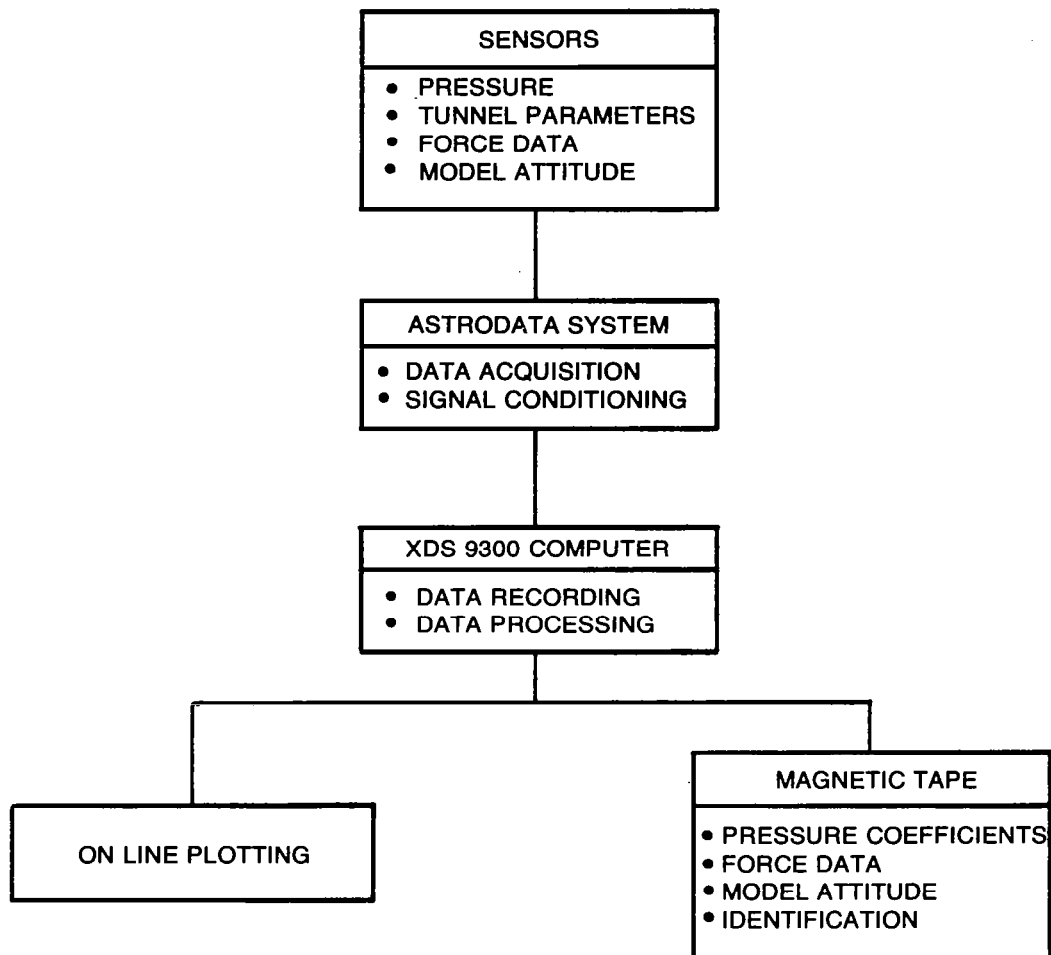 SENSORS
• PRESSURE
• TUNNEL PARAMETERS
• FORCE DATA
• MODEL ATTITUDE
ASTRODATA SYSTEM
• DATA ACQUISITION
• SIGNAL CONDITIONING
XDS 9300 COMPUTER
• DATA RECORDING
• DATA PROCESSING
ON LINE PLOTTING
MAGNETIC TAPE
• PRESSURE COEFFICIENTS
• FORCE DATA
• MODEL ATTITUDE
• IDENTIFICATION